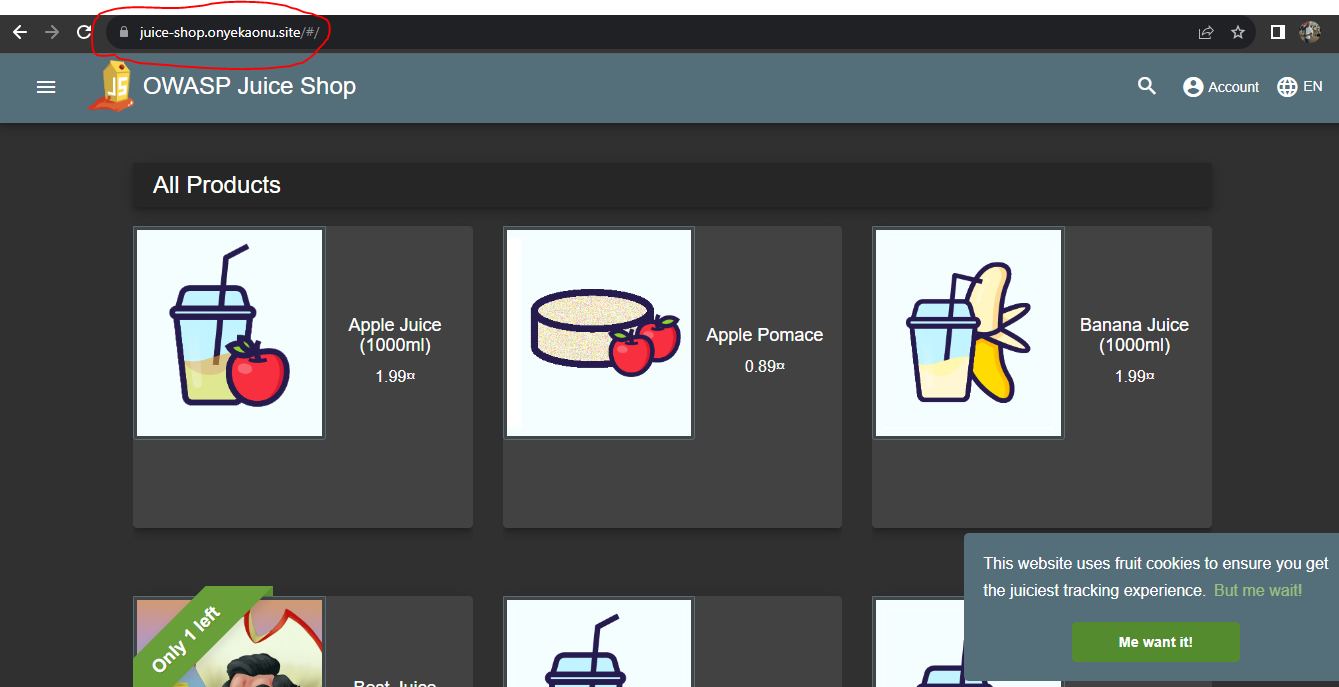 juice-shop.onyekaonu.site/#/
JS
OWASP Juice Shop
Account
EN
All Products
Apple Juice
(1000ml)
1.99¤
Apple Pomace
0.89¤
Banana Juice
(1000ml)
1.99¤
Only 1 left
Best Juice
This website uses fruit cookies to ensure you get
the juiciest tracking experience. But me wait!
Me want it!